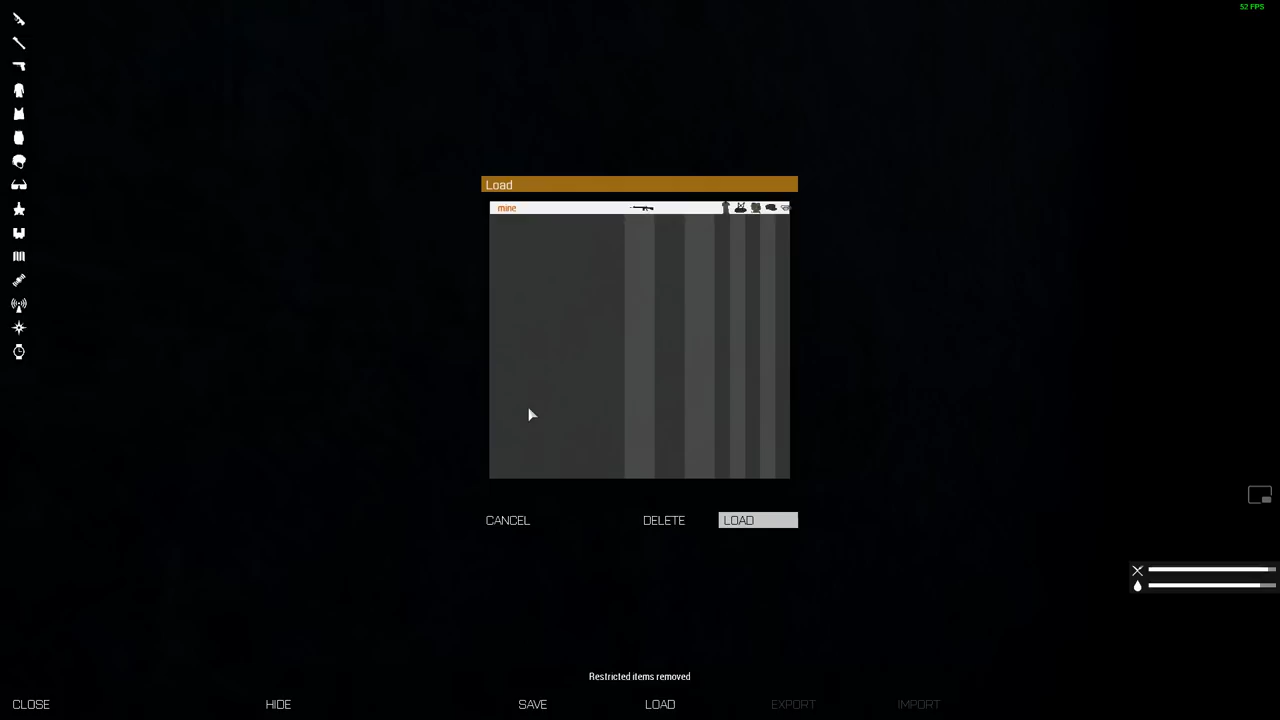 52 FPS
Load
mine
CANCEL
DELETE
LOAD
Restricted items removed
CLOSE
HIDE
SAVE
LOAD
EXPORT
IMPORT